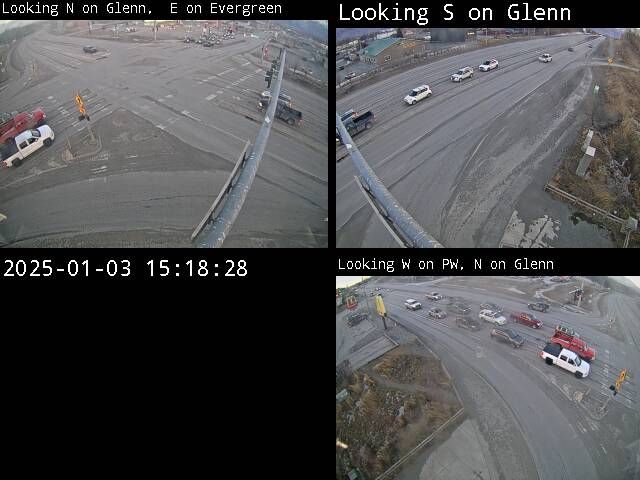 Looking N on Glenn,  E on Evergreen
Looking S on Glenn
2025-01-03 15:18:28
Looking W on PW, N on Glenn